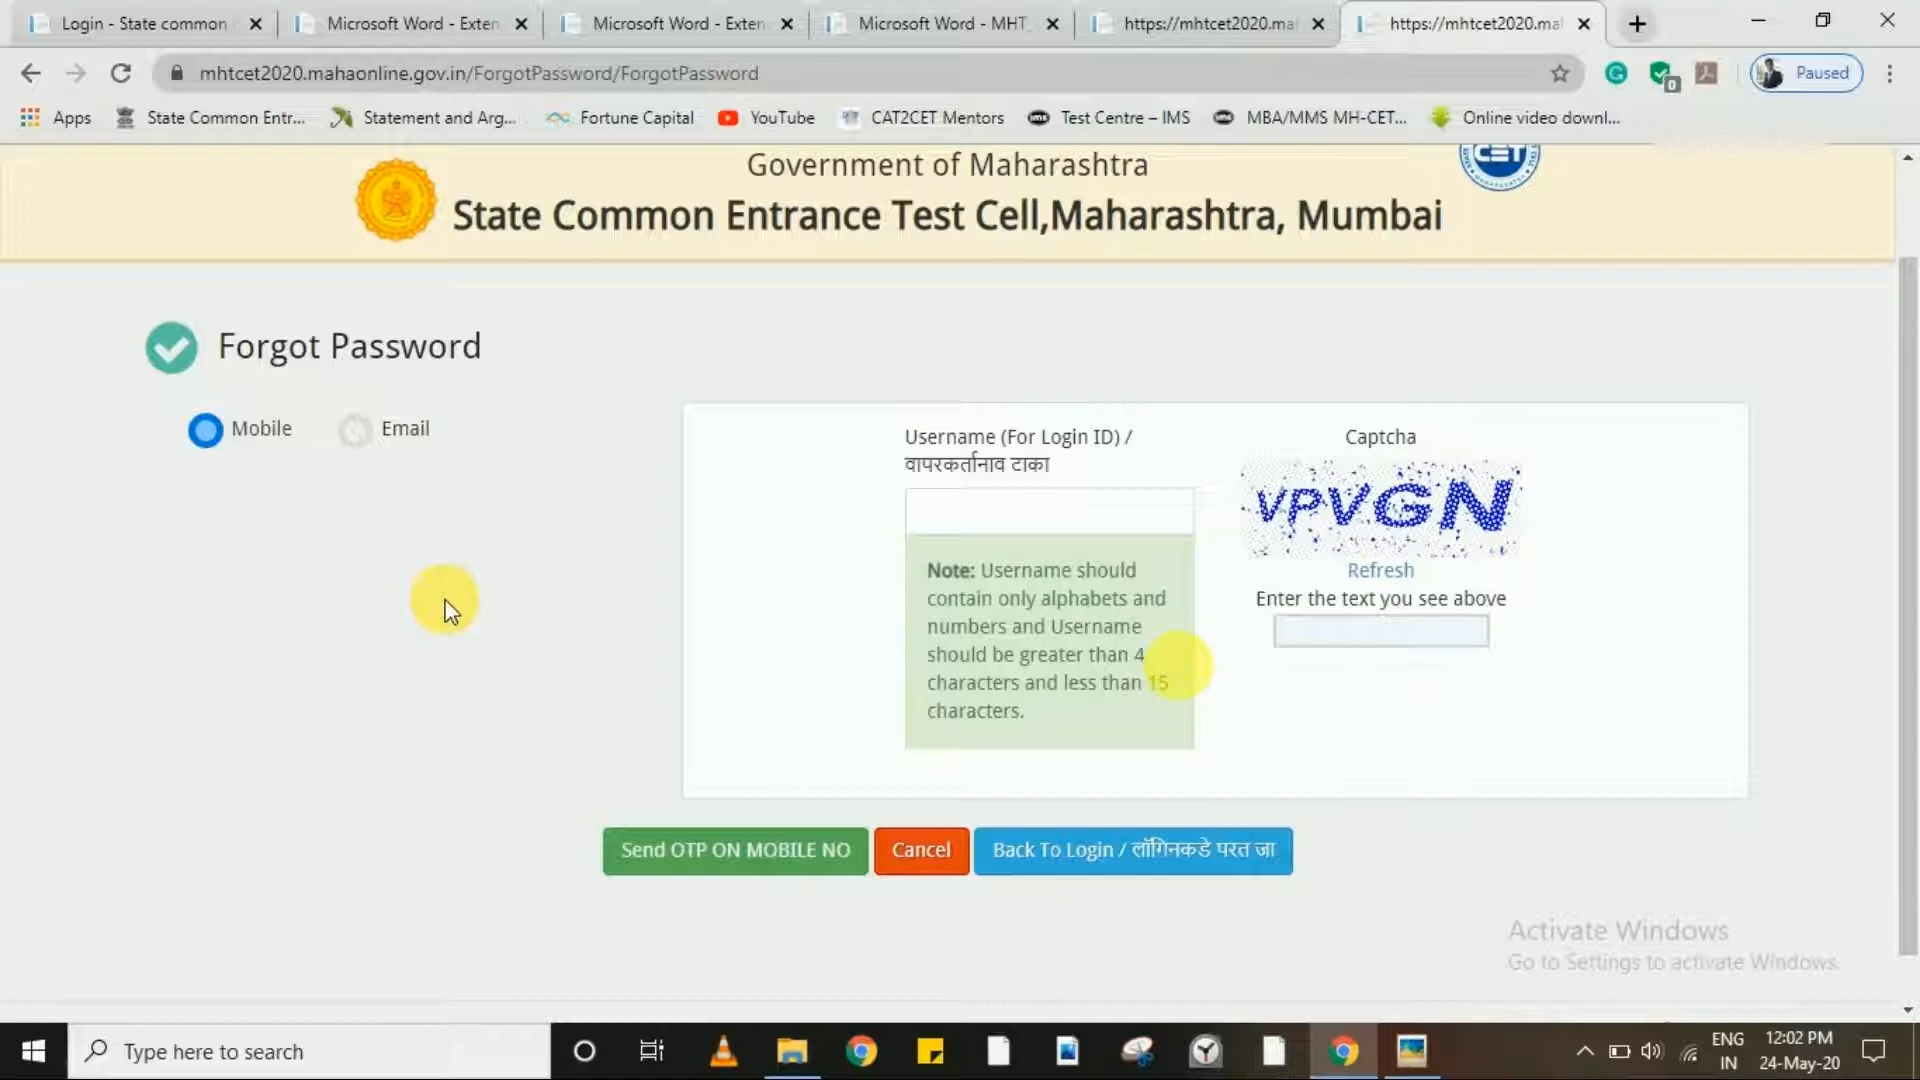 Login - State common
Microsoft Word - Exten
Microsoft Word - Exten
Microsoft Word - MHT
https://mhtcet2020.ma
https://mhtcet2020.ma
mhtcet2020.mahaonline.gov.in/ForgotPassword/ForgotPassword
Paused
Apps
State Common Entr...
Statement and Arg...
Fortune Capital
YouTube
CAT2CET Mentors
Test Centre – IMS
MBA/MMS MH-CET...
Online video downl...
Government of Maharashtra
CET
State Common Entrance Test Cell,Maharashtra, Mumbai
Forgot Password
Mobile
Email
Username (For Login ID) /
वापरकर्तानाव टाका
Captcha
VPVGN
Refresh
Enter the text you see above
Note: Username should
contain only alphabets and
numbers and Username
should be greater than 4
characters and less than 15
characters.
Send OTP ON MOBILE NO
Cancel
Back To Login / लॉगिनकडे परत जा
Activate Windows
Go to Settings to activate Windows.
Type here to search
ENG
IN
12:02 PM
24-May-20